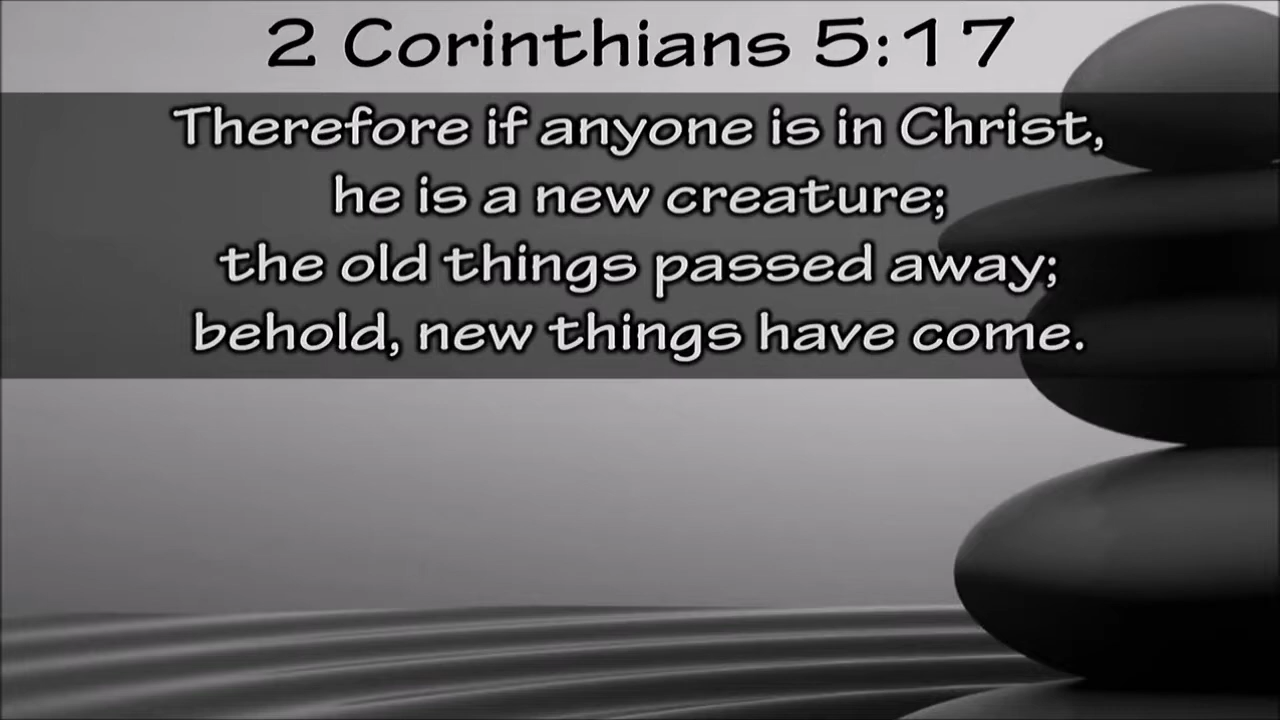 2 Corinthians 5:17
Therefore if anyone is in Christ,
he is a new creature;
the old things passed away;
behold, new things have come.